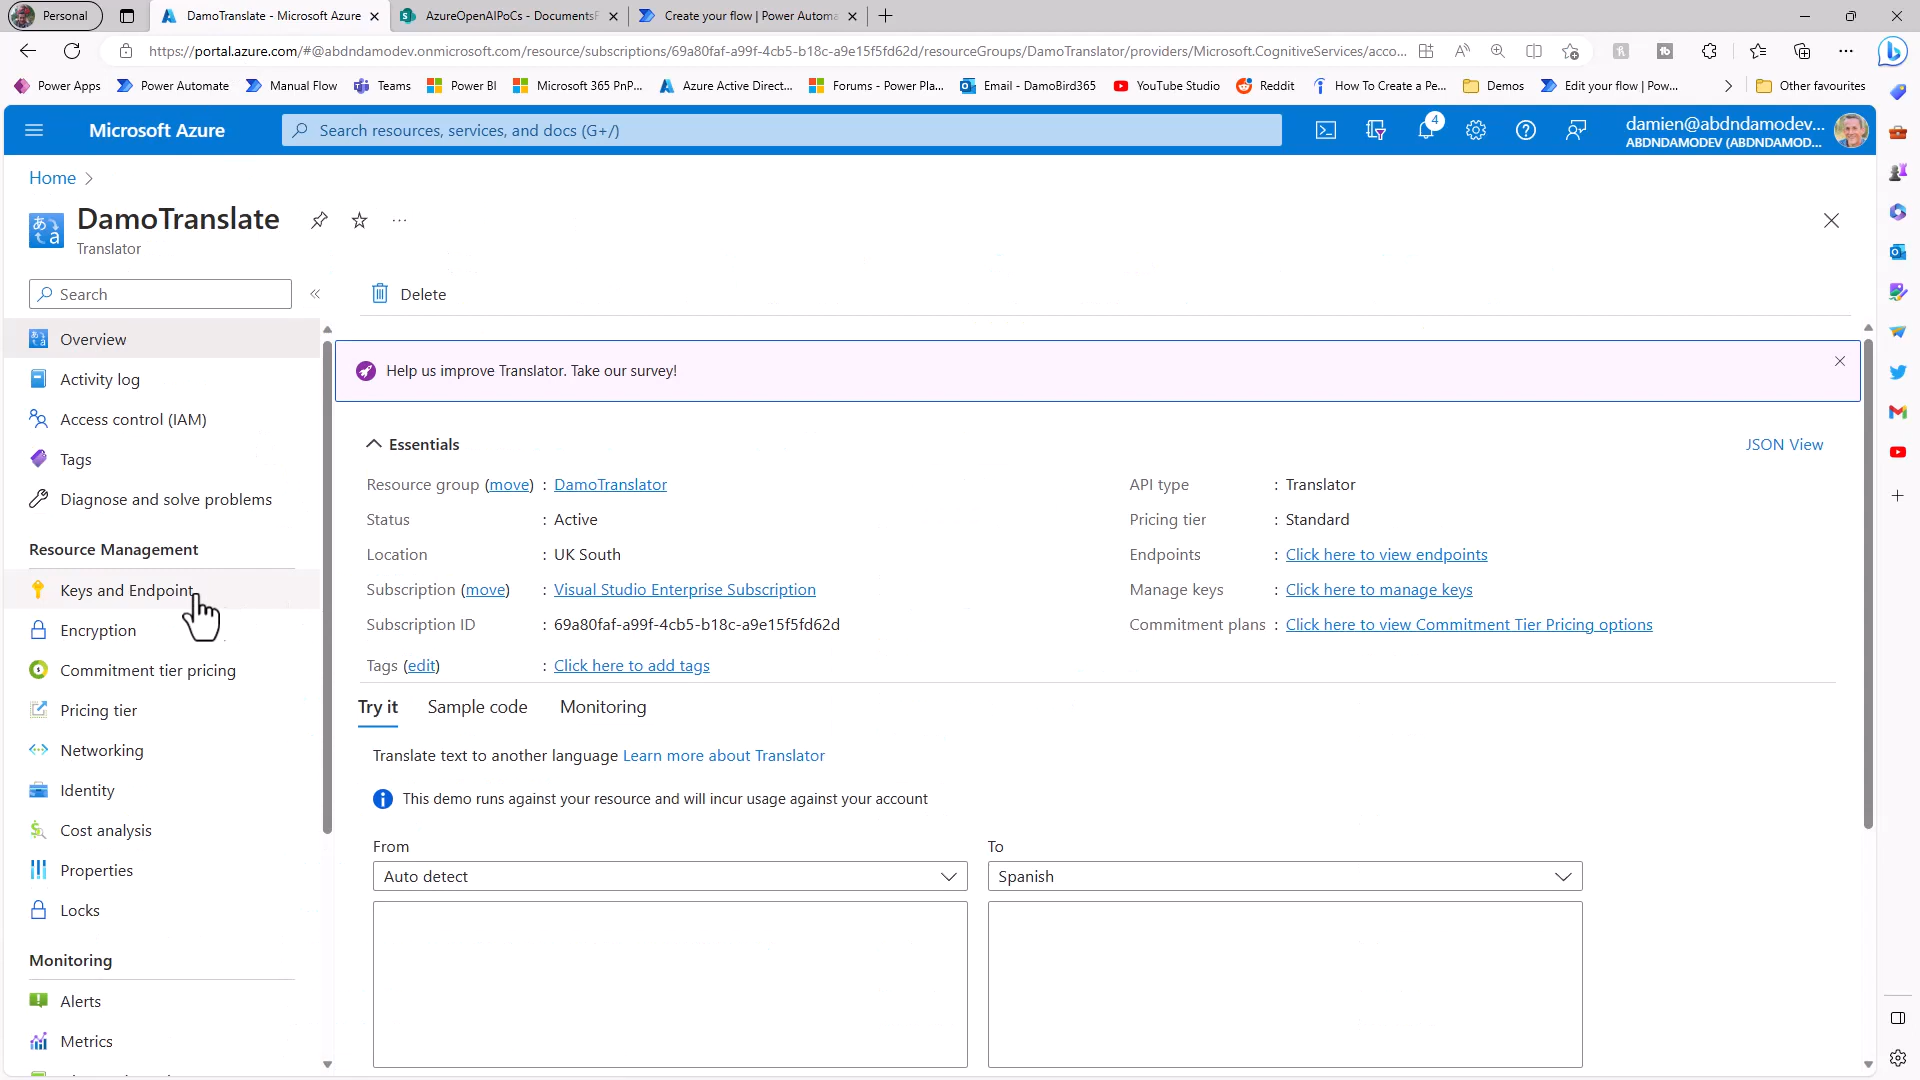 Personal
DamoTranslate - Microsoft Azure
AzureOpenAIPoCs - DocumentsF
Create your flow | Power Automa
https://portal.azure.com/#@abdndamodev.onmicrosoft.com/resource/subscriptions/69a80faf-a99f-4cb5-b18c-a9e15f5fd62d/resourceGroups/DamoTranslator/providers/Microsoft.CognitiveServices/acco...
Power Apps
Power Automate
Manual Flow
Teams
Power BI
Microsoft 365 PnP...
Azure Active Direct...
Forums - Power Pla...
Email - DamoBird365
YouTube Studio
Reddit
How To Create a Pe...
Demos
Edit your flow | Pow...
Other favourites
Microsoft Azure
Search resources, services, and docs (G+/)
4
damien@abdndamodev...
ABDNDAMODEV (ABDNDAMOD...
Home
DamoTranslate
Translator
Search
Delete
Overview
Activity log
Access control (IAM)
Tags
Diagnose and solve problems
Resource Management
Keys and Endpoint
Encryption
Commitment tier pricing
Pricing tier
Networking
Identity
Cost analysis
Properties
Locks
Monitoring
Alerts
Metrics
Help us improve Translator. Take our survey!
Essentials
JSON View
Resource group (move) : DamoTranslator
Status : Active
Location : UK South
Subscription (move) : Visual Studio Enterprise Subscription
Subscription ID : 69a80faf-a99f-4cb5-b18c-a9e15f5fd62d
Tags (edit) : Click here to add tags
API type : Translator
Pricing tier : Standard
Endpoints : Click here to view endpoints
Manage keys : Click here to manage keys
Commitment plans : Click here to view Commitment Tier Pricing options
Try it
Sample code
Monitoring
Translate text to another language Learn more about Translator
This demo runs against your resource and will incur usage against your account
From
Auto detect
To
Spanish